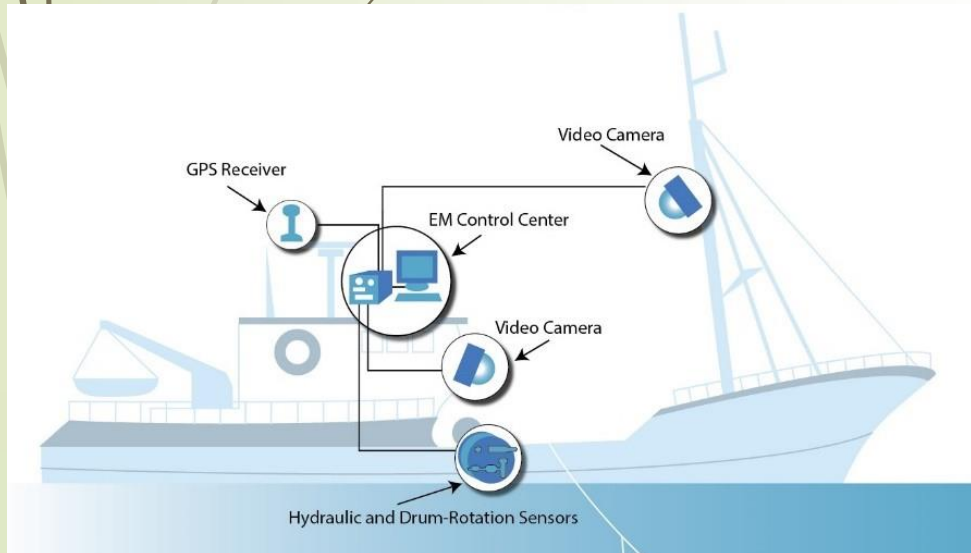 Video Camera
GPS Receiver
EM Control Center
Video Camera
Hydraulic and Drum-Rotation Sensors